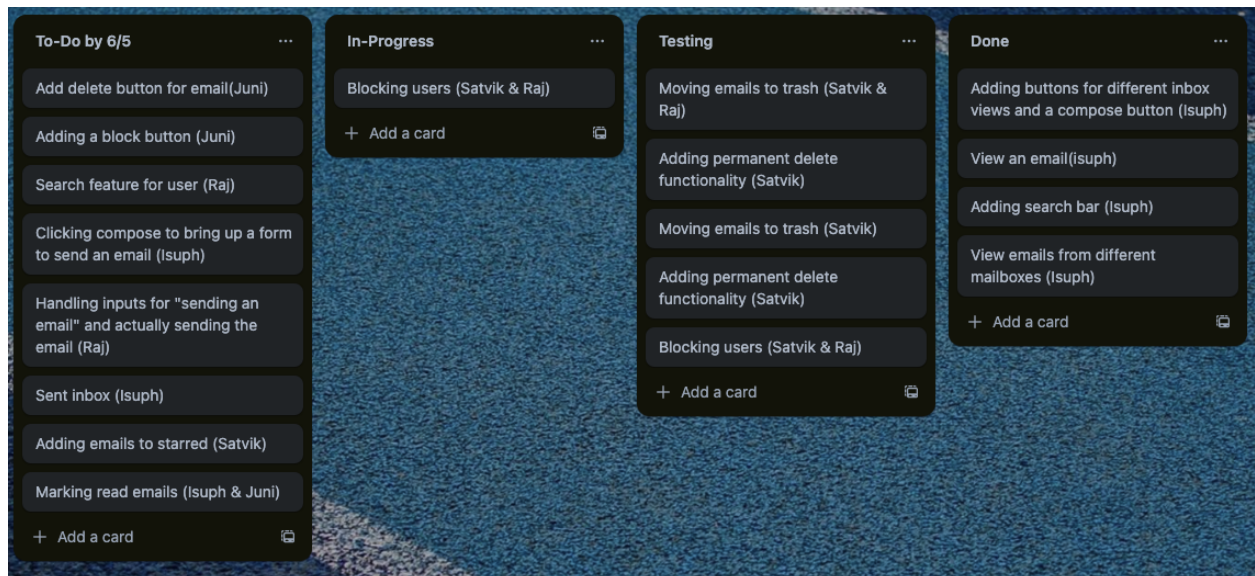 To-Do by 6/5
Add delete button for email(Juni)
Adding a block button (Juni)
Search feature for user (Raj)
Clicking compose to bring up a form
to send an email (Isuph)
Handling inputs for "sending an
email" and actually sending the
email (Raj)
Sent inbox (Isuph)
Adding emails to starred (Satvik)
Marking read emails (Isuph & Juni)
+ Add a card
In-Progress
Blocking users (Satvik & Raj)
+ Add a card
Testing
Moving emails to trash (Satvik &
Raj)
Adding permanent delete
functionality (Satvik)
Moving emails to trash (Satvik)
Adding permanent delete
functionality (Satvik)
Blocking users (Satvik & Raj)
+ Add a card
Done
Adding buttons for different inbox
views and a compose button (Isuph)
View an email(isuph)
Adding search bar (Isuph)
View emails from different
mailboxes (Isuph)
+ Add a card